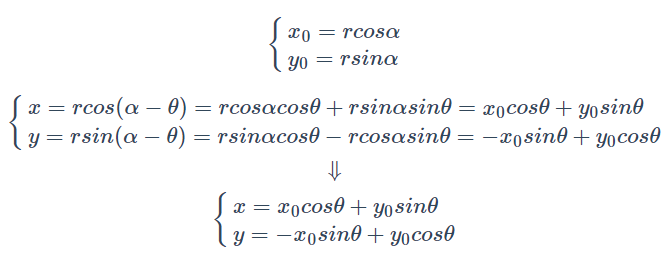 x₀ = rcosα
y₀ = rsinα
x = rcos(α − θ) = rcosαcosθ + rsinαsinθ = x₀cosθ + y₀sinθ
y = rsin(α − θ) = rsinαcosθ − rcosαsinθ = −x₀sinθ + y₀cosθ
⇓
x = x₀cosθ + y₀sinθ
y = −x₀sinθ + y₀cosθ